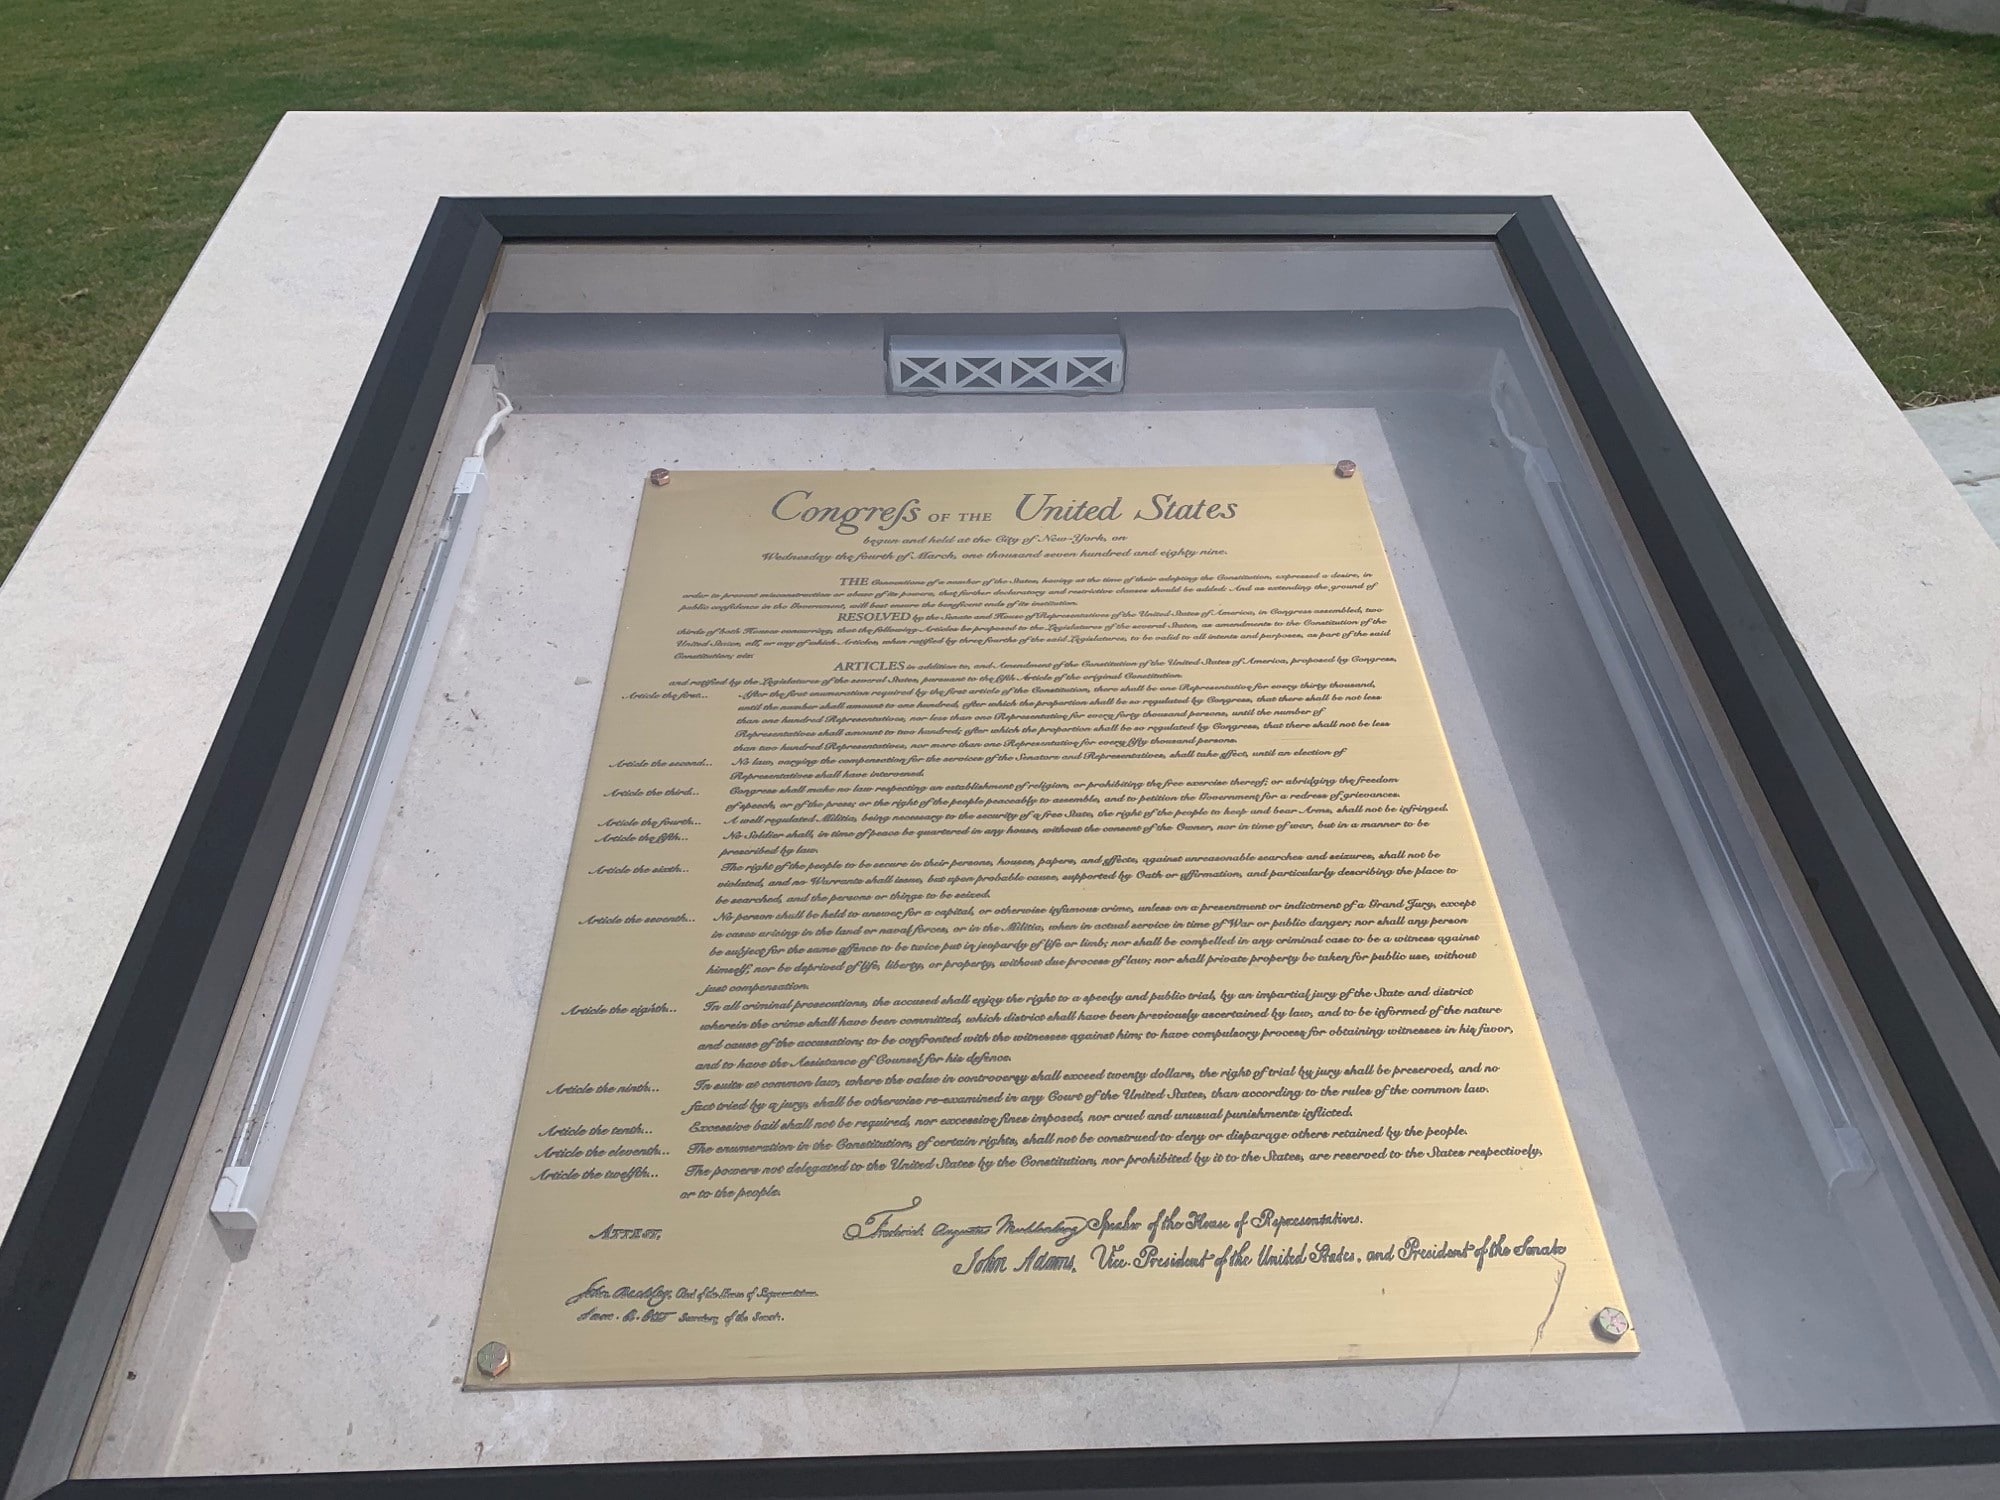 Congreſs OF THE United States
begun and held at the City of New-York, on
Wednesday the fourth of March, one thousand seven hundred and eighty nine.
THE Conventions of a number of the States, having at the time of their adopting the Constitution, expressed a desire, in
order to prevent misconstruction or abuse of its powers, that further declaratory and restrictive clauses should be added: And as extending the ground of
public confidence in the Government, will best ensure the beneficent ends of its institution.
RESOLVED by the Senate and House of Representatives of the United States of America, in Congress assembled, two
thirds of both Houses concurring, that the following Articles be proposed to the Legislatures of the several States, as amendments to the Constitution of the
United States, all, or any of which Articles, when ratified by three fourths of the said Legislatures, to be valid to all intents and purposes, as part of the said
Constitution; viz:
ARTICLES in addition to, and Amendment of the Constitution of the United States of America, proposed by Congress,
and ratified by the Legislatures of the several States, pursuant to the fifth Article of the original Constitution.
Article the first... After the first enumeration required by the first article of the Constitution, there shall be one Representative for every thirty thousand,
until the number shall amount to one hundred, after which the proportion shall be so regulated by Congress, that there shall be not less
than one hundred Representatives, nor less than one Representative for every forty thousand persons, until the number of
Representatives shall amount to two hundred; after which the proportion shall be so regulated by Congress, that there shall not be less
than two hundred Representatives, nor more than one Representative for every fifty thousand persons.
Article the second... No law, varying the compensation for the services of the Senators and Representatives, shall take effect, until an election of
Representatives shall have intervened.
Article the third... Congress shall make no law respecting an establishment of religion, or prohibiting the free exercise thereof; or abridging the freedom
of speech, or of the press; or the right of the people peaceably to assemble, and to petition the Government for a redress of grievances.
Article the fourth... A well regulated Militia, being necessary to the security of a free State, the right of the people to keep and bear Arms, shall not be infringed.
Article the fifth... No Soldier shall, in time of peace be quartered in any house, without the consent of the Owner, nor in time of war, but in a manner to be
prescribed by law.
Article the sixth... The right of the people to be secure in their persons, houses, papers, and effects, against unreasonable searches and seizures, shall not be
violated, and no Warrants shall issue, but upon probable cause, supported by Oath or affirmation, and particularly describing the place to
be searched, and the persons or things to be seized.
Article the seventh... No person shall be held to answer for a capital, or otherwise infamous crime, unless on a presentment or indictment of a Grand Jury, except
in cases arising in the land or naval forces, or in the Militia, when in actual service in time of War or public danger; nor shall any person
be subject for the same offence to be twice put in jeopardy of life or limb; nor shall be compelled in any criminal case to be a witness against
himself, nor be deprived of life, liberty, or property, without due process of law; nor shall private property be taken for public use, without
just compensation.
Article the eighth... In all criminal prosecutions, the accused shall enjoy the right to a speedy and public trial, by an impartial jury of the State and district
wherein the crime shall have been committed, which district shall have been previously ascertained by law, and to be informed of the nature
and cause of the accusation; to be confronted with the witnesses against him; to have compulsory process for obtaining witnesses in his favor,
and to have the Assistance of Counsel for his defence.
Article the ninth... In suits at common law, where the value in controversy shall exceed twenty dollars, the right of trial by jury shall be preserved, and no
fact tried by a jury, shall be otherwise re-examined in any Court of the United States, than according to the rules of the common law.
Article the tenth... Excessive bail shall not be required, nor excessive fines imposed, nor cruel and unusual punishments inflicted.
Article the eleventh... The enumeration in the Constitution, of certain rights, shall not be construed to deny or disparage others retained by the people.
Article the twelfth... The powers not delegated to the United States by the Constitution, nor prohibited by it to the States, are reserved to the States respectively,
or to the people.
ATTEST, Frederick Augustus Muhlenberg Speaker of the House of Representatives.
John Adams, Vice-President of the United States, and President of the Senate
John Beckley, Clerk of the House of Representatives.
Sam. A. Otis Secretary of the Senate.